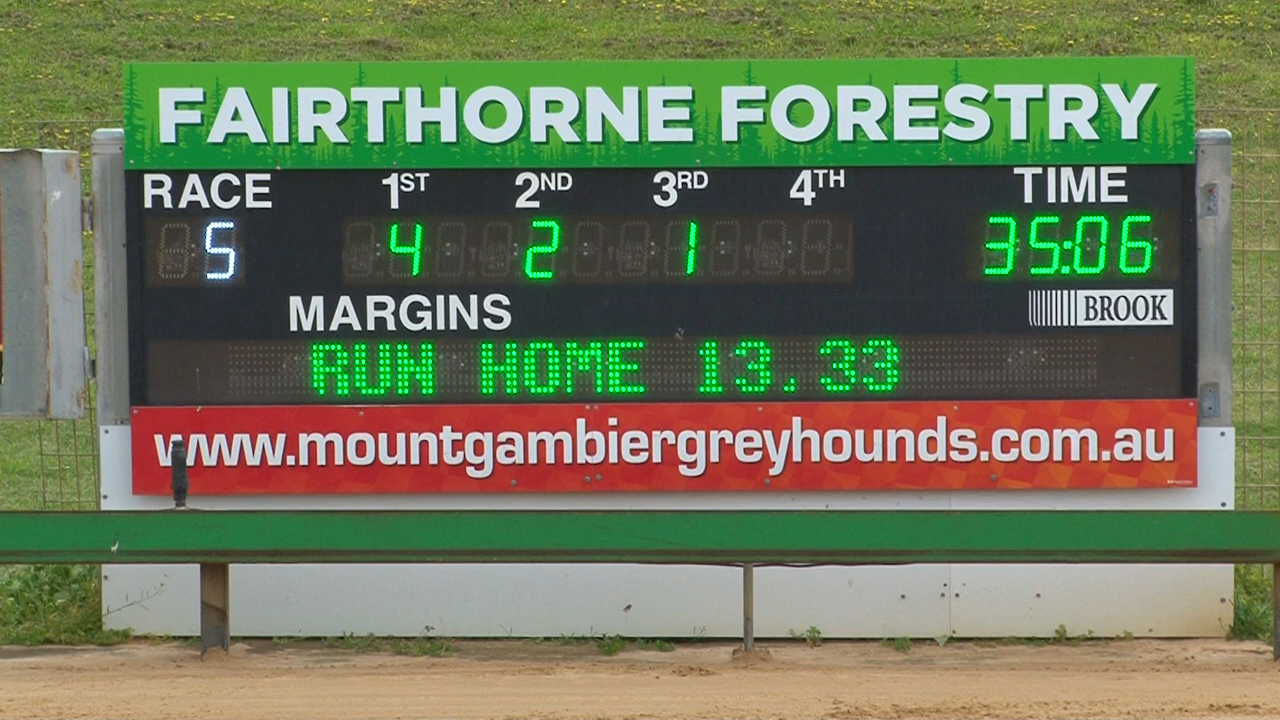 FAIRTHORNE FORESTRY
RACE 1ST 2ND 3RD 4TH TIME
5 4 2 1 35:06
MARGINS BROOK
RUN HOME 13.33
www.mountgambiergreyhounds.com.au